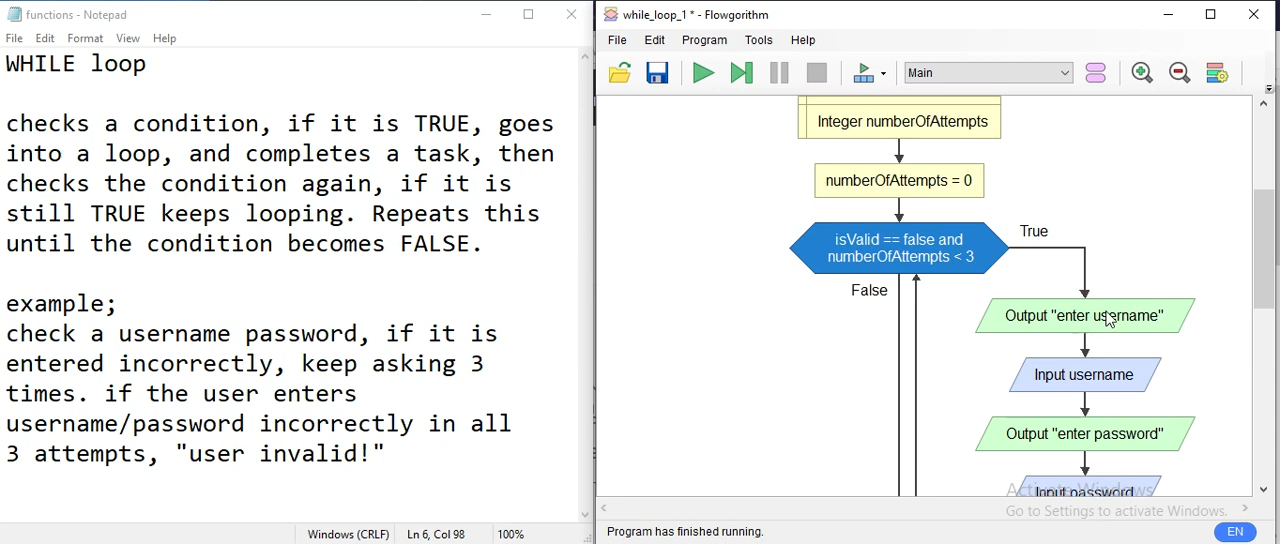 functions - Notepad
File Edit Format View Help
WHILE loop
checks a condition, if it is TRUE, goes
into a loop, and completes a task, then
checks the condition again, if it is
still TRUE keeps looping. Repeats this
until the condition becomes FALSE.
example;
check a username password, if it is
entered incorrectly, keep asking 3
times. if the user enters
username/password incorrectly in all
3 attempts, "user invalid!"
Windows (CRLF) Ln 6, Col 98 100%
while_loop_1 * - Flowgorithm
File Edit Program Tools Help
Main
Integer numberOfAttempts
numberOfAttempts = 0
isValid == false and
numberOfAttempts < 3
True
False
Output "enter username"
Input username
Output "enter password"
Input password
Activate Windows
Go to Settings to activate Windows.
Program has finished running.
EN